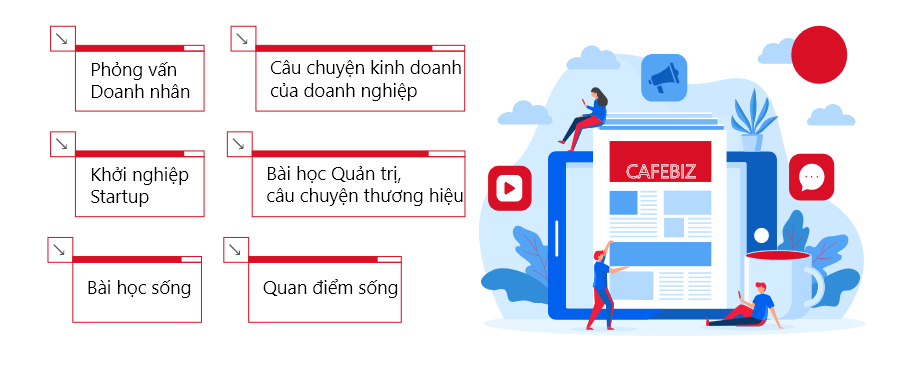 Phỏng vấn
Doanh nhân
Câu chuyện kinh doanh
của doanh nghiệp
Khởi nghiệp
Startup
Bài học Quản trị,
câu chuyện thương hiệu
Bài học sống
Quan điểm sống
CAFEBIZ